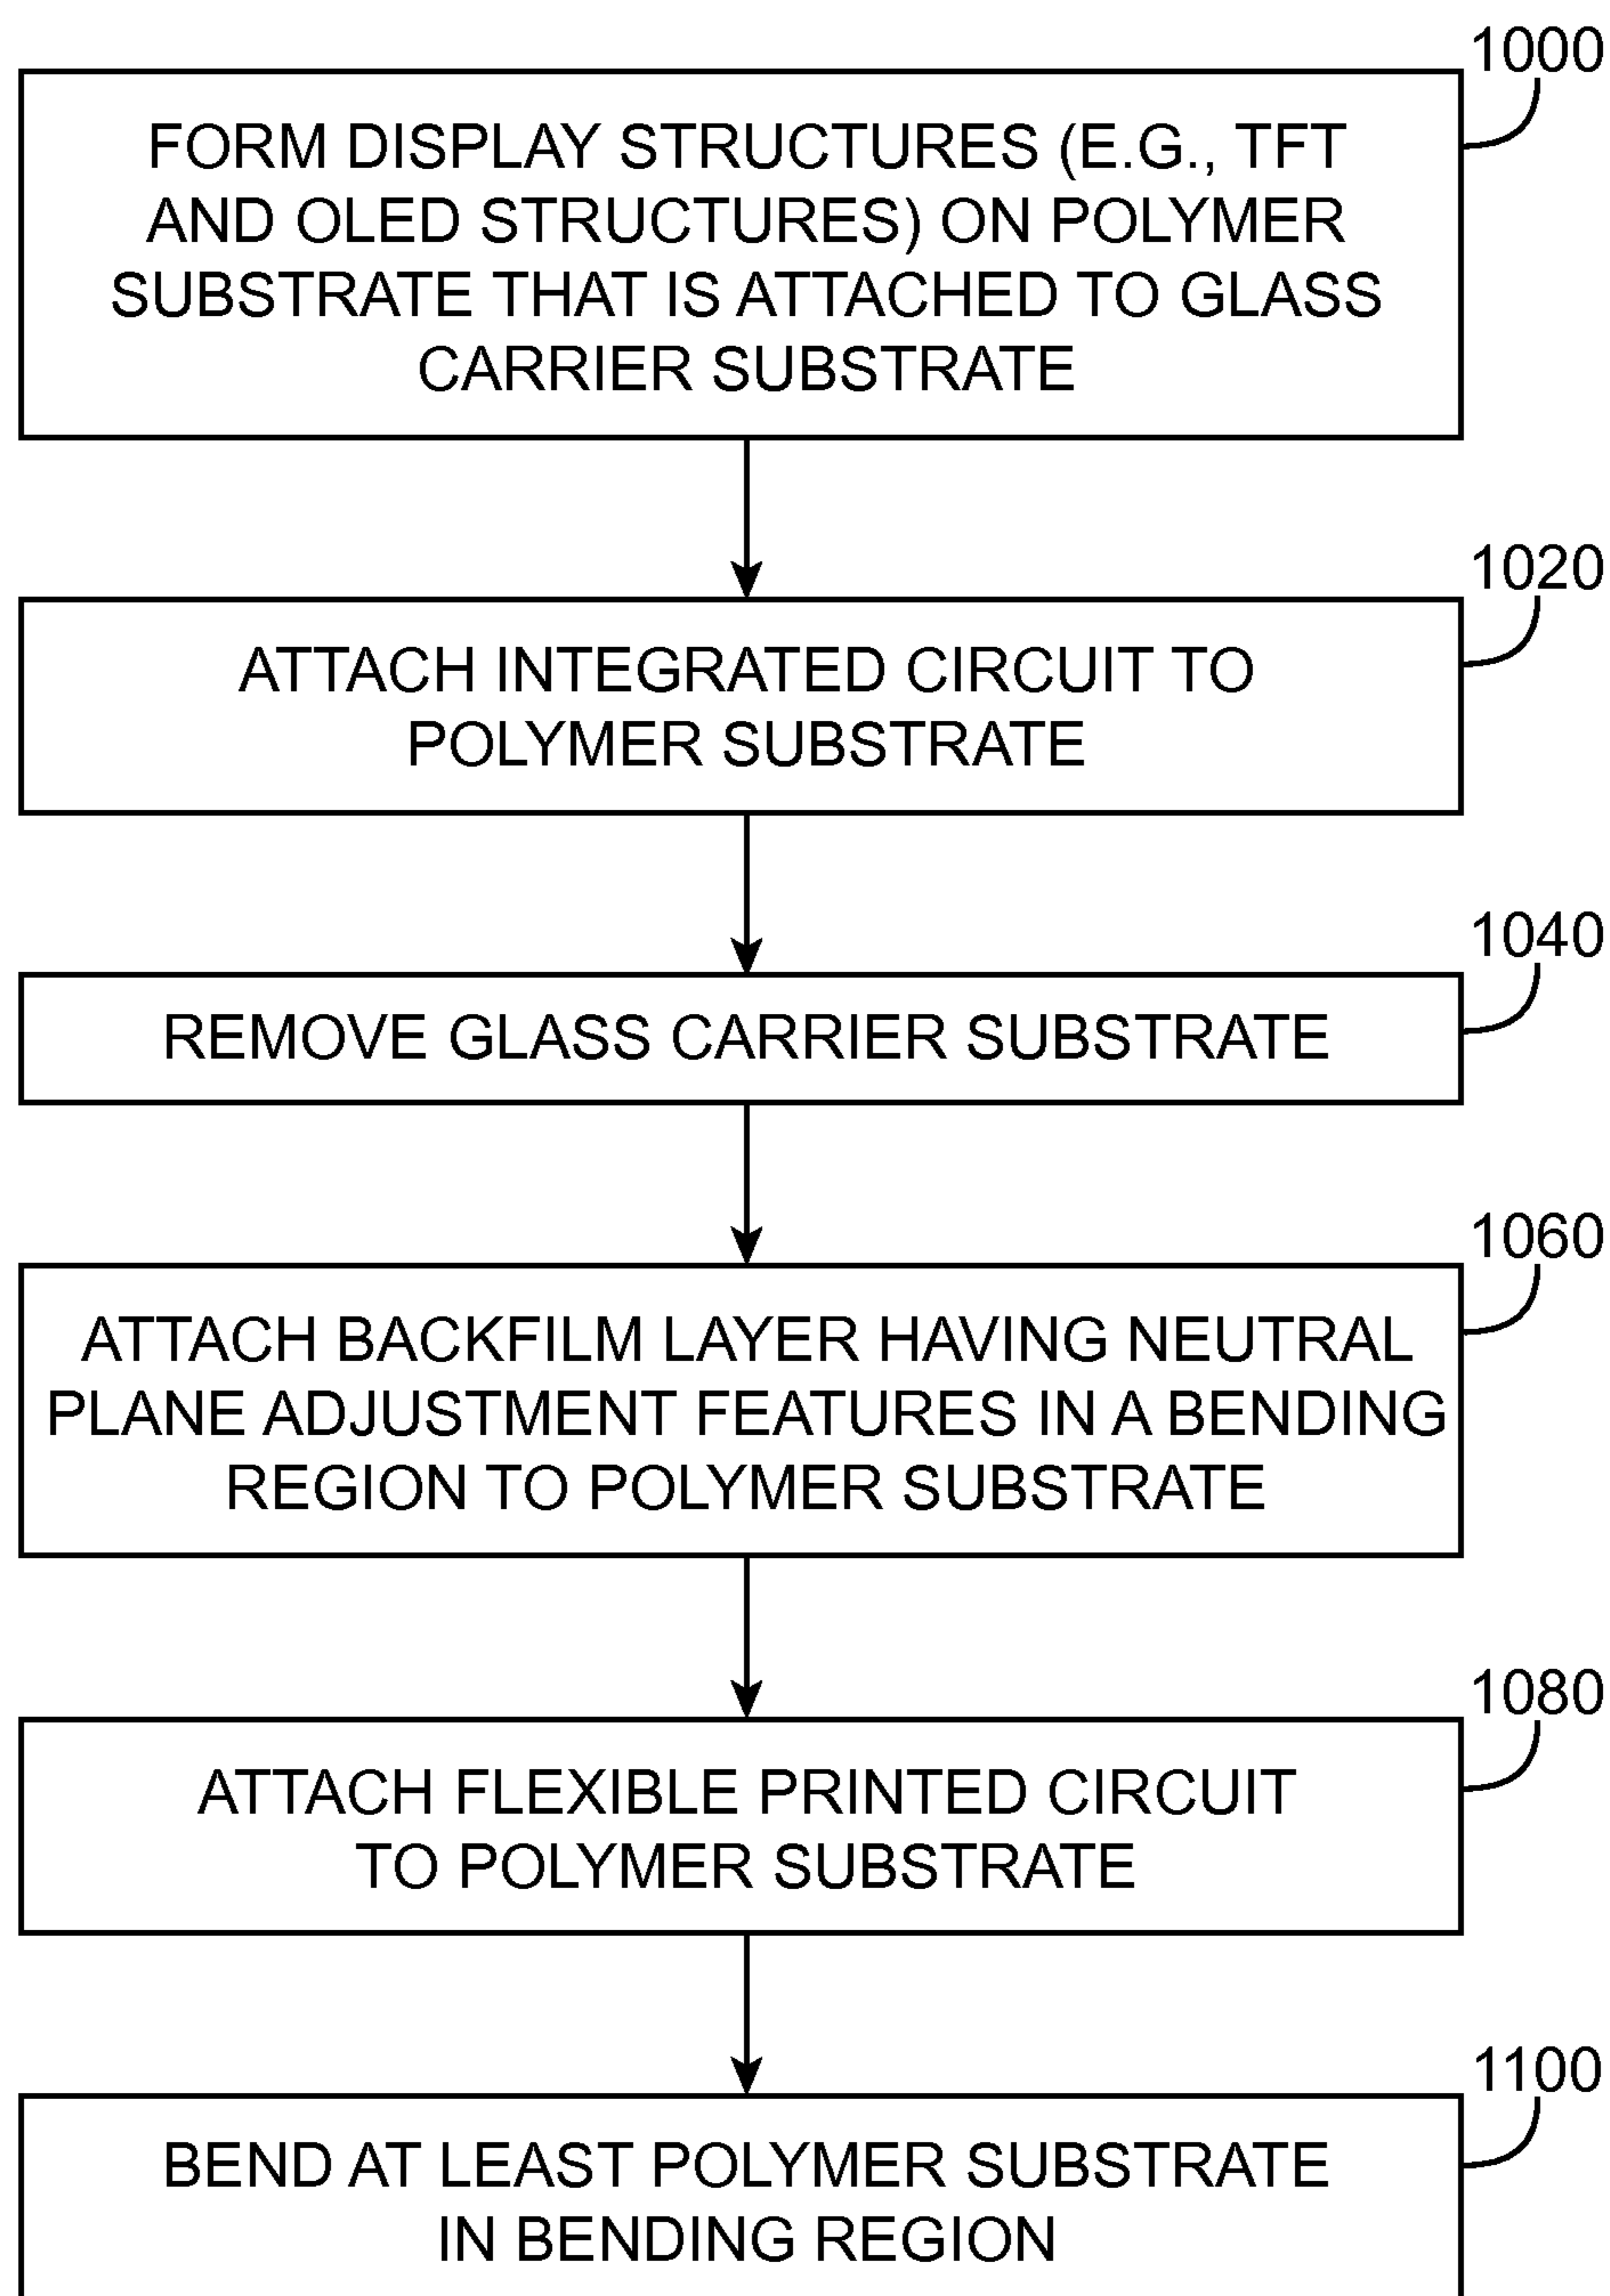 1000
FORM DISPLAY STRUCTURES (E.G., TFT
AND OLED STRUCTURES) ON POLYMER
SUBSTRATE THAT IS ATTACHED TO GLASS
CARRIER SUBSTRATE
1020
ATTACH INTEGRATED CIRCUIT TO
POLYMER SUBSTRATE
1040
REMOVE GLASS CARRIER SUBSTRATE
1060
ATTACH BACKFILM LAYER HAVING NEUTRAL
PLANE ADJUSTMENT FEATURES IN A BENDING
REGION TO POLYMER SUBSTRATE
1080
ATTACH FLEXIBLE PRINTED CIRCUIT
TO POLYMER SUBSTRATE
1100
BEND AT LEAST POLYMER SUBSTRATE
IN BENDING REGION